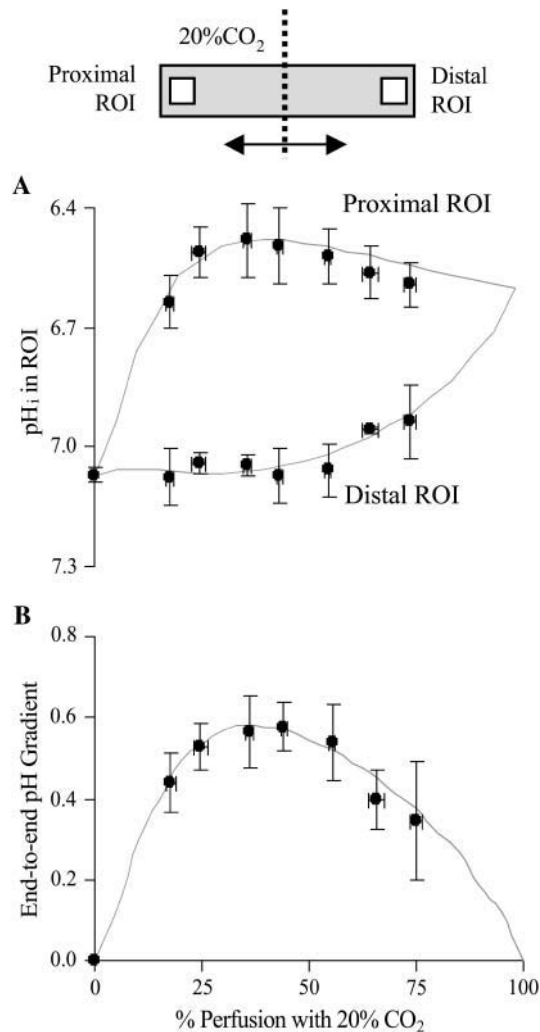 20%CO₂
Proximal ROI
Distal ROI
A
6.4
6.7
7.0
7.3
pHᵢ in ROI
Proximal ROI
Distal ROI
B
0.8
0.6
0.4
0.2
0.0
End-to-end pH Gradient
0 25 50 75 100
% Perfusion with 20% CO₂